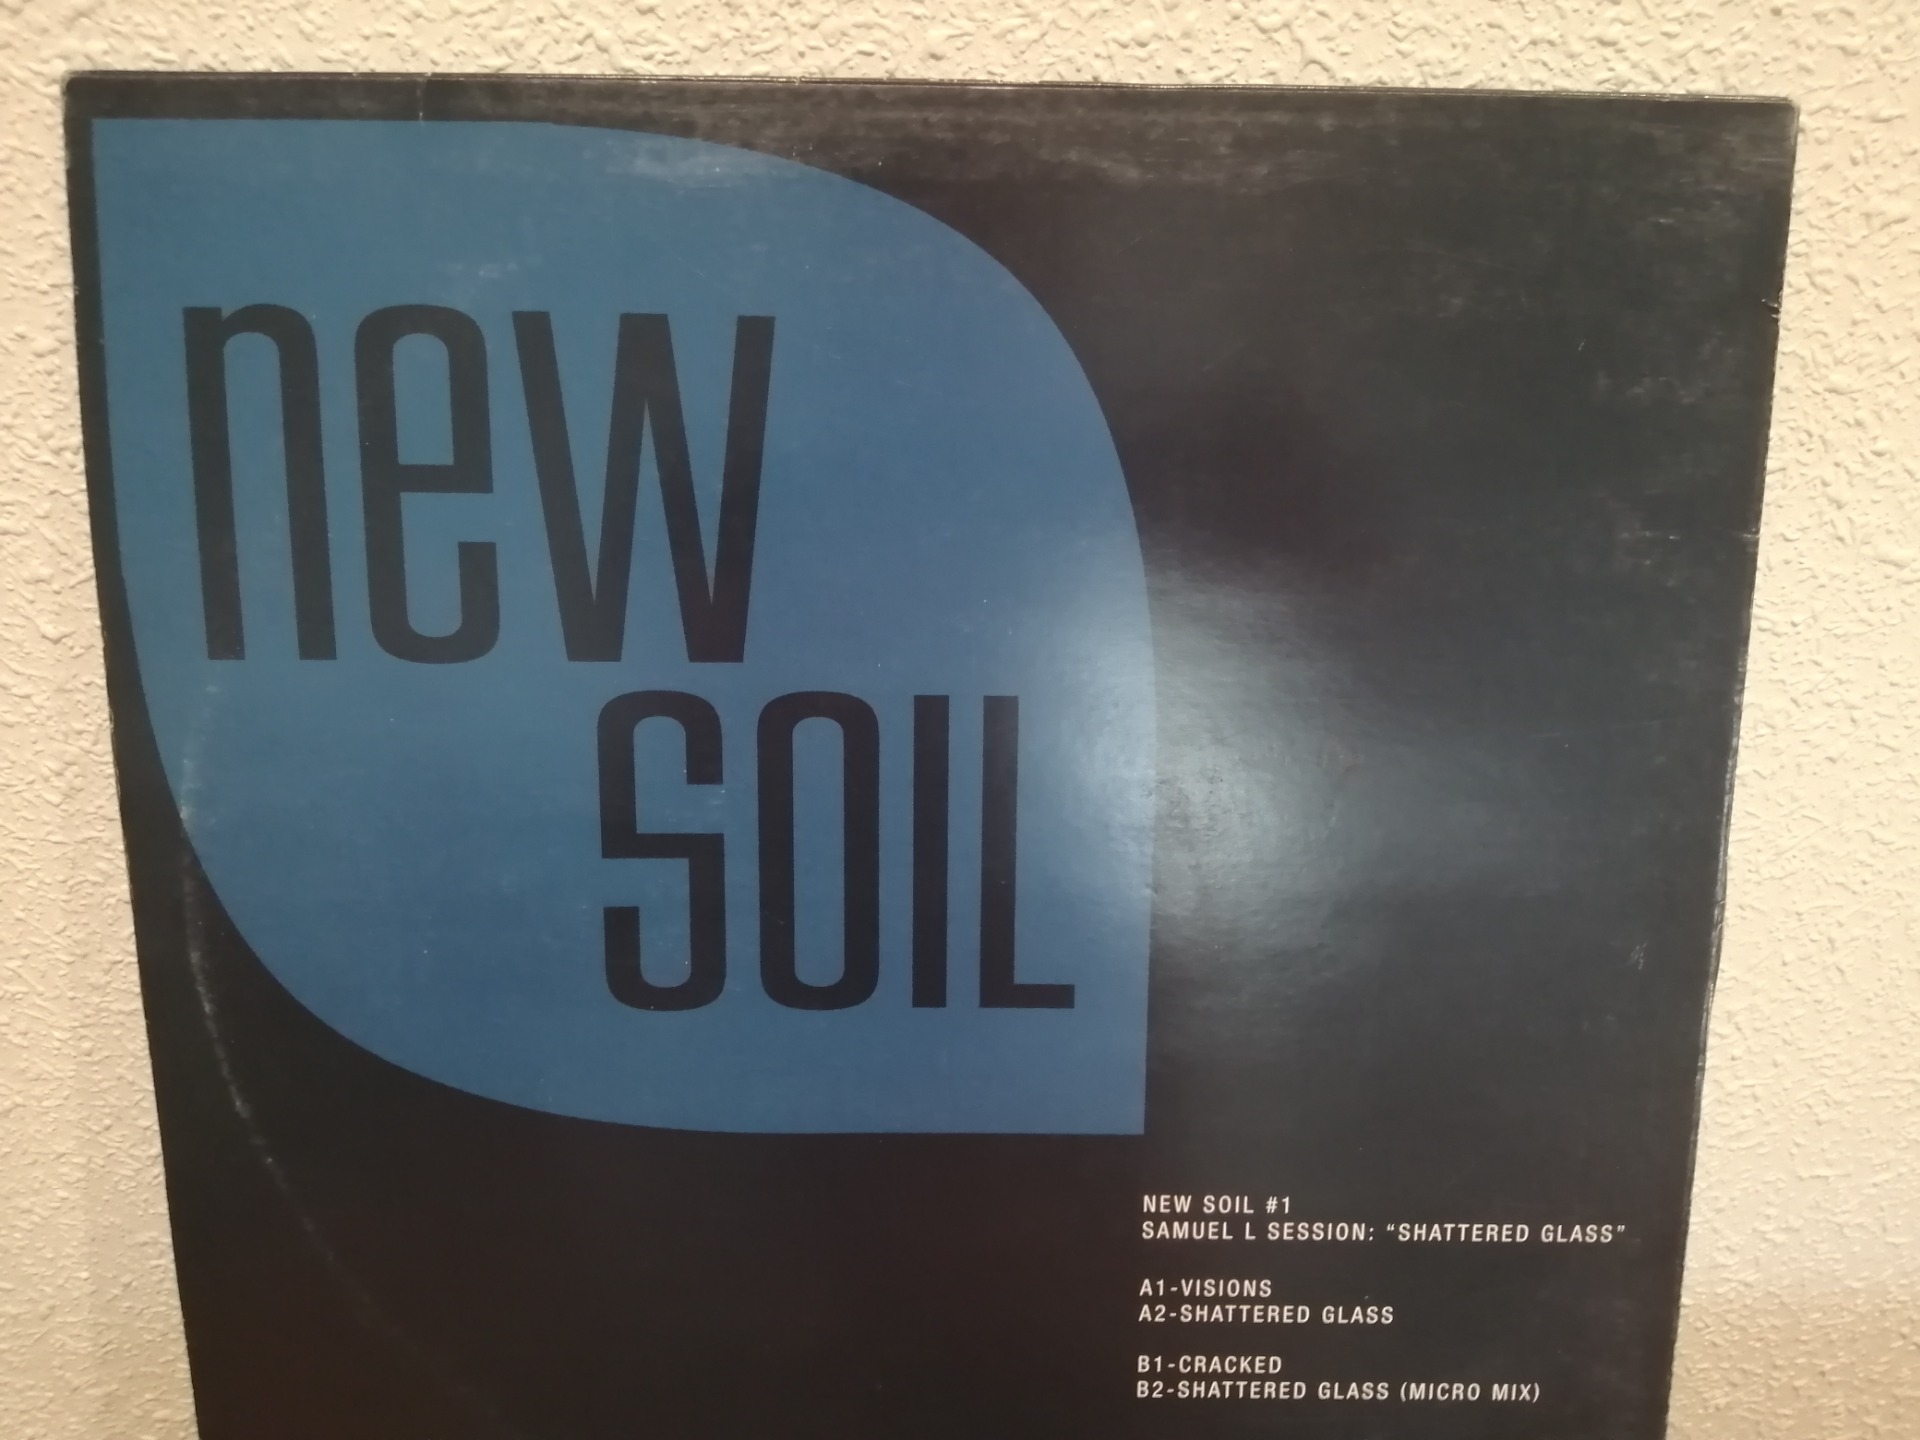 new
SOIL
NEW SOIL #1
SAMUEL L SESSION: “SHATTERED GLASS”
A1-VISIONS
A2-SHATTERED GLASS
B1-CRACKED
B2-SHATTERED GLASS (MICRO MIX)